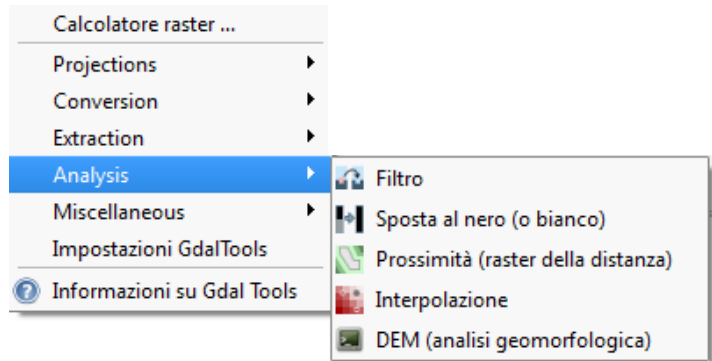 Calcolatore raster ...
Projections
Conversion
Extraction
Analysis
Miscellaneous
Impostazioni GdalTools
Informazioni su Gdal Tools
Filtro
Sposta al nero (o bianco)
Prossimità (raster della distanza)
Interpolazione
DEM (analisi geomorfologica)